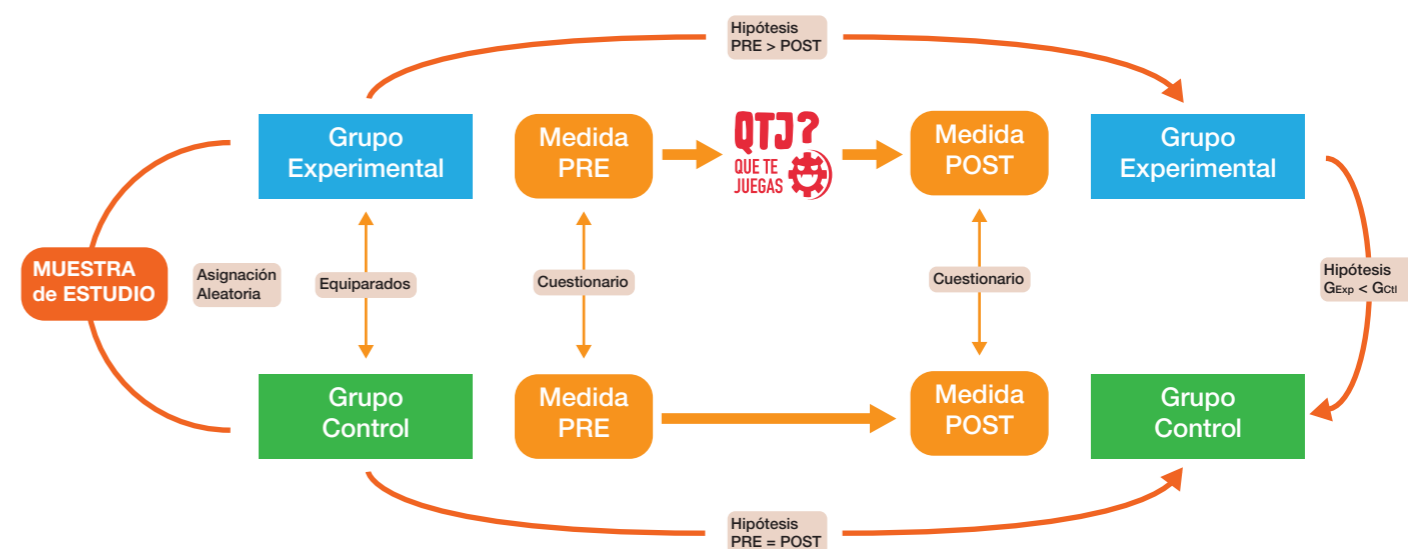 Hipótesis
PRE > POST
Grupo
Experimental
Medida
PRE
QTJ?
QUE TE
JUEGAS
Medida
POST
Grupo
Experimental
MUESTRA
de ESTUDIO
Asignación
Aleatoria
Equiparados
Cuestionario
Cuestionario
Hipótesis
GExp < GCtl
Grupo
Control
Medida
PRE
Medida
POST
Grupo
Control
Hipótesis
PRE = POST